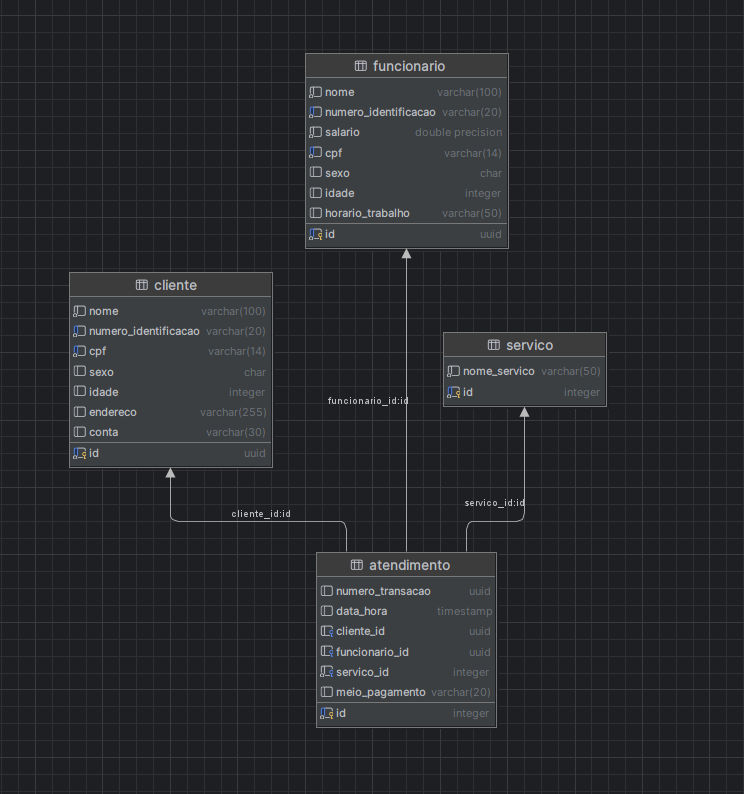 funcionario
nome varchar(100)
numero_identificacao varchar(20)
salario double precision
cpf varchar(14)
sexo char
idade integer
horario_trabalho varchar(50)
id uuid
cliente
nome varchar(100)
numero_identificacao varchar(20)
cpf varchar(14)
sexo char
idade integer
endereco varchar(255)
conta varchar(30)
id uuid
servico
nome_servico varchar(50)
id integer
funcionario_id:id
servico_id:id
cliente_id:id
atendimento
numero_transacao uuid
data_hora timestamp
cliente_id uuid
funcionario_id uuid
servico_id integer
meio_pagamento varchar(20)
id integer